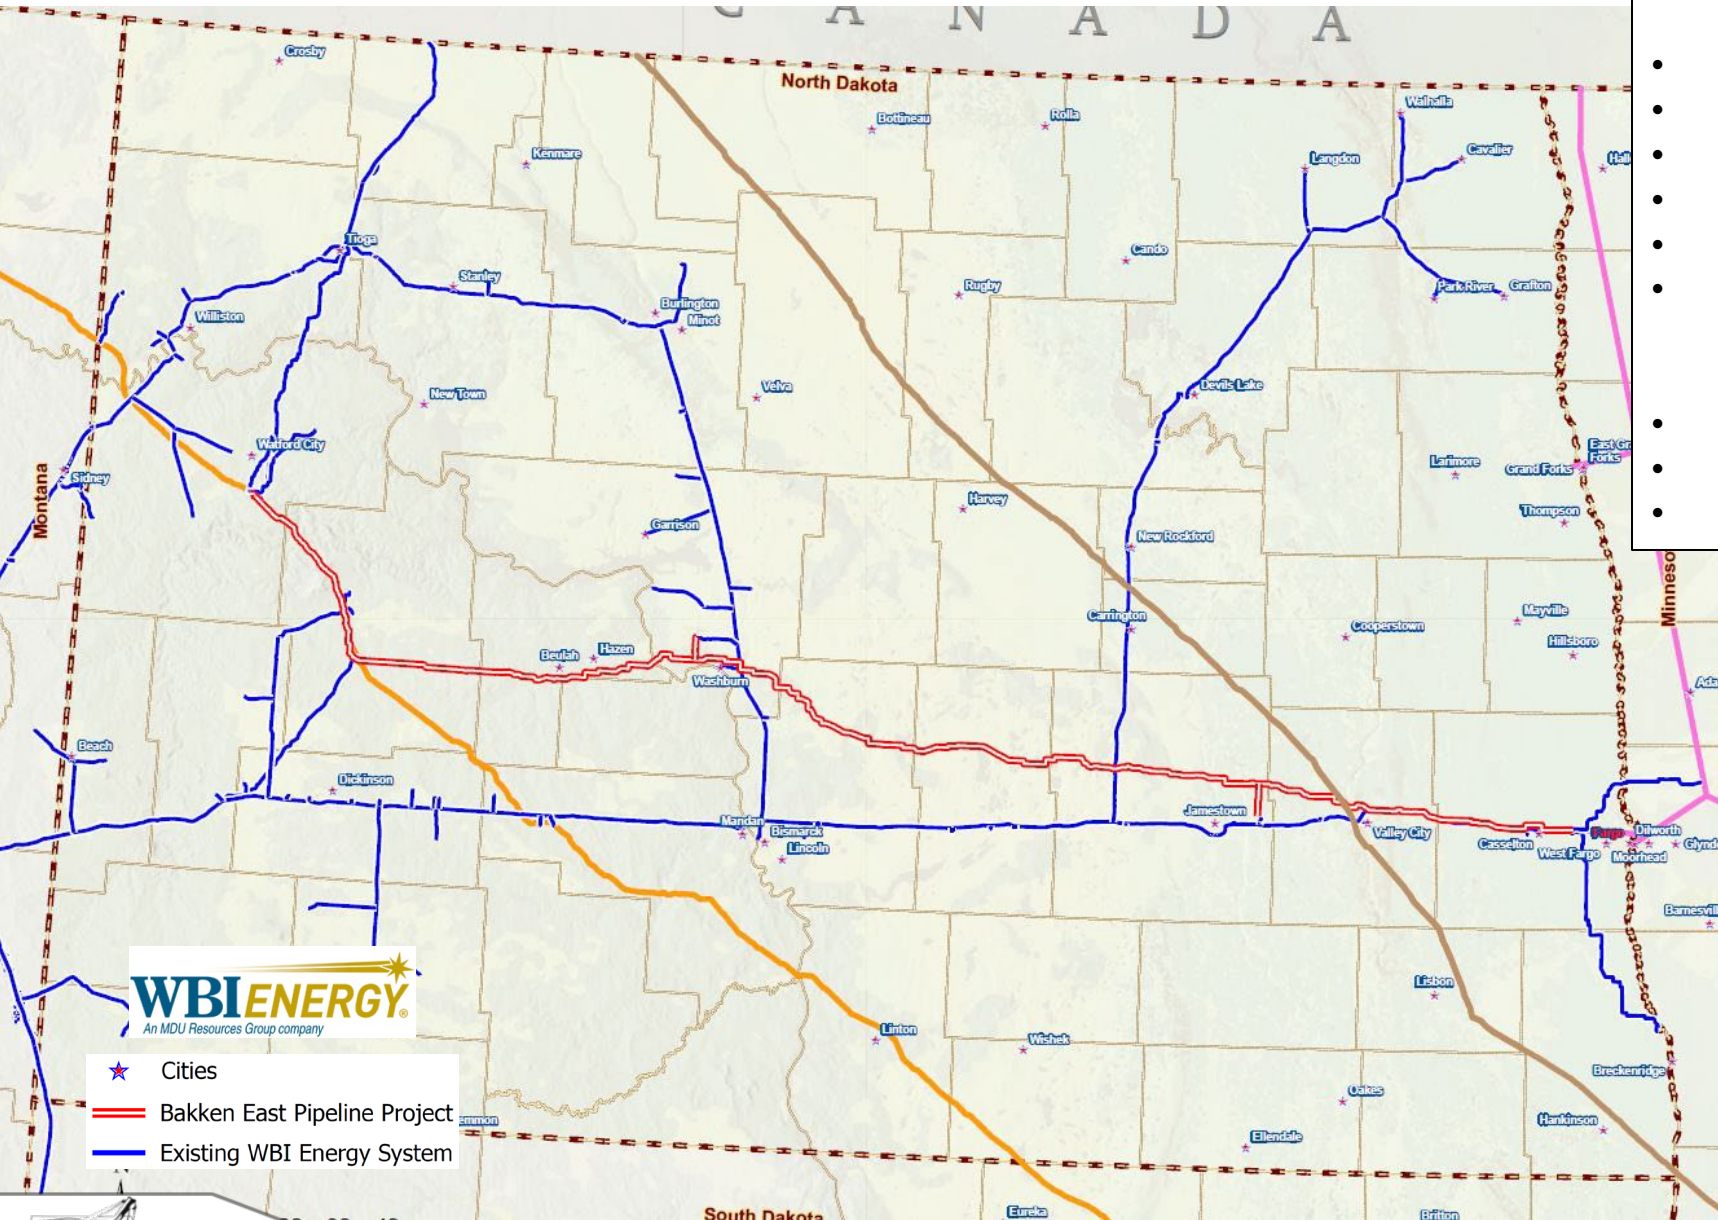 CANADA
Crosby
North Dakota
Bottineau
Rolla
Walhalla
Kenmare
Langdon
Cavalier
Tioga
Cando
Stanley
Rugby
Park River
Grafton
Burlington
Williston
Minot
New Town
Velva
Devils Lake
Watford City
Larimore
Grand Forks
Forks
Sidney
Montana
Harvey
Thompson
Garrison
New Rockford
Carrington
Mayville
Cooperstown
Hillsboro
Beulah
Hazen
Washburn
Beach
Dickinson
Jamestown
Mandan
Bismarck
Lincoln
Valley City
Casselton
West Fargo
Fargo
Dilworth
Moorhead
Lisbon
WBI ENERGY®
An MDU Resources Group company
Linton
Wishek
Breckenridge
Cities
Oakes
Bakken East Pipeline Project
Hankinson
Existing WBI Energy System
Ellendale
South Dakota
Eureka
Britton